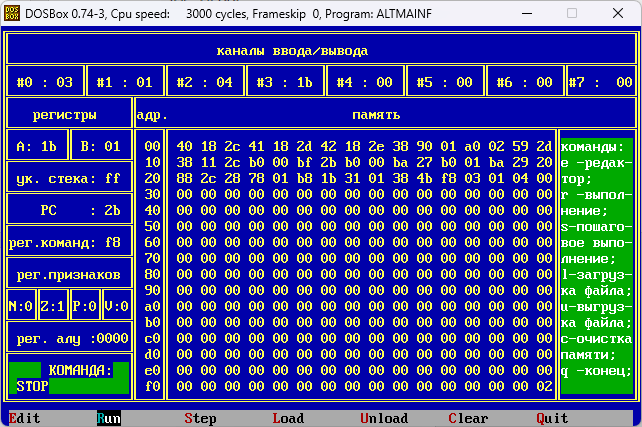 DOSBox 0.74-3, Cpu speed: 3000 cycles, Frameskip 0, Program: ALTMAINF
каналы ввода/вывода
#0 : 03 #1 : 01 #2 : 04 #3 : 1b #4 : 00 #5 : 00 #6 : 00 #7 : 00
регистры адр. память
A: 1b B: 01
ук. стека: ff
PC : 2b
рег.команд: f8
рег.признаков
N:0 Z:1 P:0 V:0
рег. алу :0000
КОМАНДА:
STOP
00 40 18 2c 41 18 2d 42 18 2e 38 90 01 a0 02 59 2d
10 38 11 2c b0 00 bf 2b b0 00 ba 27 b0 01 ba 29 20
20 88 2c 28 78 01 b8 1b 31 01 38 4b f8 03 01 04 00
30 00 00 00 00 00 00 00 00 00 00 00 00 00 00 00 00
40 00 00 00 00 00 00 00 00 00 00 00 00 00 00 00 00
50 00 00 00 00 00 00 00 00 00 00 00 00 00 00 00 00
60 00 00 00 00 00 00 00 00 00 00 00 00 00 00 00 00
70 00 00 00 00 00 00 00 00 00 00 00 00 00 00 00 00
80 00 00 00 00 00 00 00 00 00 00 00 00 00 00 00 00
90 00 00 00 00 00 00 00 00 00 00 00 00 00 00 00 00
a0 00 00 00 00 00 00 00 00 00 00 00 00 00 00 00 00
b0 00 00 00 00 00 00 00 00 00 00 00 00 00 00 00 00
c0 00 00 00 00 00 00 00 00 00 00 00 00 00 00 00 00
d0 00 00 00 00 00 00 00 00 00 00 00 00 00 00 00 00
e0 00 00 00 00 00 00 00 00 00 00 00 00 00 00 00 00
f0 00 00 00 00 00 00 00 00 00 00 00 00 00 00 00 02
команды:
e -редак-
тор;
r -выпол-
нение;
s-пошаго-
вое выпо-
лнение;
l-загруз-
ка файла;
u-выгруз-
ка файла;
c-очистка
памяти;
q -конец;
Edit Run Step Load Unload Clear Quit